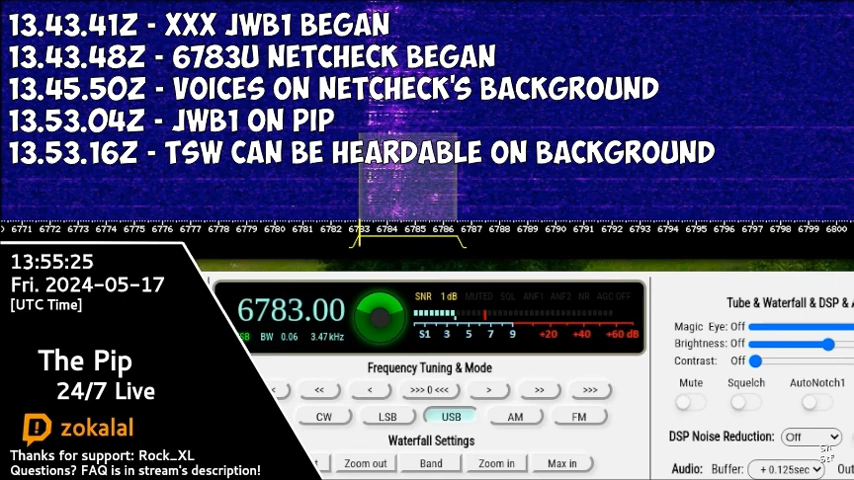 13.43.41Z - XXX JWB1 BEGAN
13.43.48Z - 6783U NETCHECK BEGAN
13.45.50Z - VOICES ON NETCHECK'S BACKGROUND
13.53.04Z - JWB1 ON PIP
13.53.16Z - TSW CAN BE HEARDABLE ON BACKGROUND
6771 6772 6773 6774 6775 6776 6777 6778 6779 6780 6781 6782 6783 6784 6785 6786 6787 6788 6789 6790 6791 6792 6793 6794 6795 6796 6797 6798 6799 6800
13:55:25
Fri. 2024-05-17
[UTC Time]
The Pip
24/7 Live
zokalal
Thanks for support: Rock_XL
Questions? FAQ is in stream's description!
6783.00
SB BW 0.06 3.47 kHz
SNR 1 dB MUTED SQL ANF1 ANF2 NR AGC OFF
S1 3 5 7 9 +20 +40 +60 dB
Frequency Tuning & Mode
< << < >>> 0 <<< > >> >>>
CW LSB USB AM FM
Waterfall Settings
t Zoom out Band Zoom in Max in
Tube & Waterfall & DSP & A
Magic Eye: Off
Brightness: Off
Contrast: Off
Mute Squelch AutoNotch1
DSP Noise Reduction: Off
Audio: Buffer: + 0.125sec Out